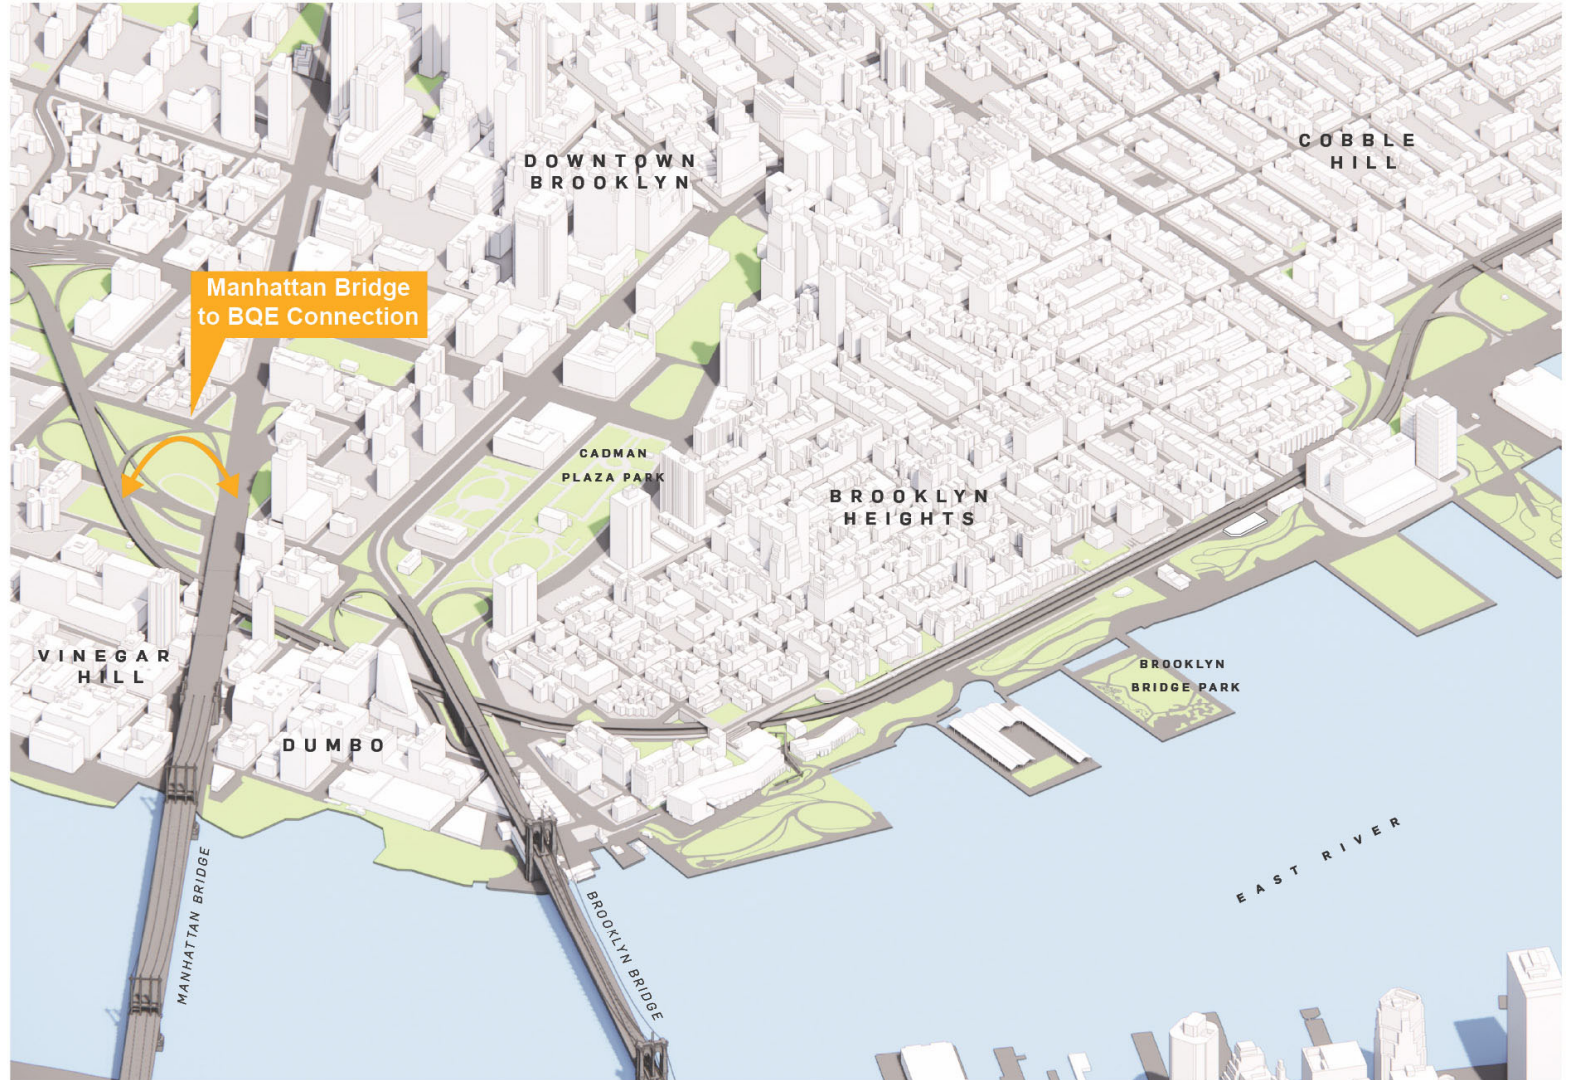 COBBLE
HILL
DOWNTOWN
BROOKLYN
Manhattan Bridge
to BQE Connection
CADMAN
PLAZA PARK
BROOKLYN
HEIGHTS
VINEGAR
HILL
BROOKLYN
BRIDGE PARK
DUMBO
EAST RIVER
MANHATTAN BRIDGE
BROOKLYN BRIDGE